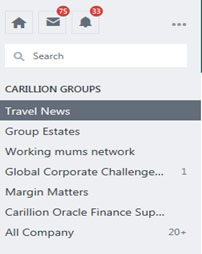 75 33
Search
CARILLION GROUPS
Travel News
Group Estates
Working mums network
Global Corporate Challenge... 1
Margin Matters
Carillion Oracle Finance Sup...
All Company 20+